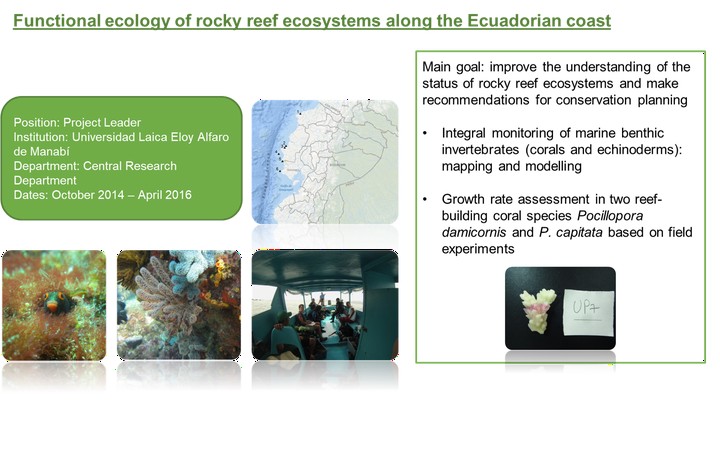 Functional ecology of rocky reef ecosystems along the Ecuadorian coast
Position: Project Leader
Institution: Universidad Laica Eloy Alfaro
de Manabí
Department: Central Research
Department
Dates: October 2014 – April 2016
Main goal: improve the understanding of the
status of rocky reef ecosystems and make
recommendations for conservation planning
• Integral monitoring of marine benthic
invertebrates (corals and echinoderms):
mapping and modelling
• Growth rate assessment in two reef-
building coral species Pocillopora
damicornis and P. capitata based on field
experiments
UP7